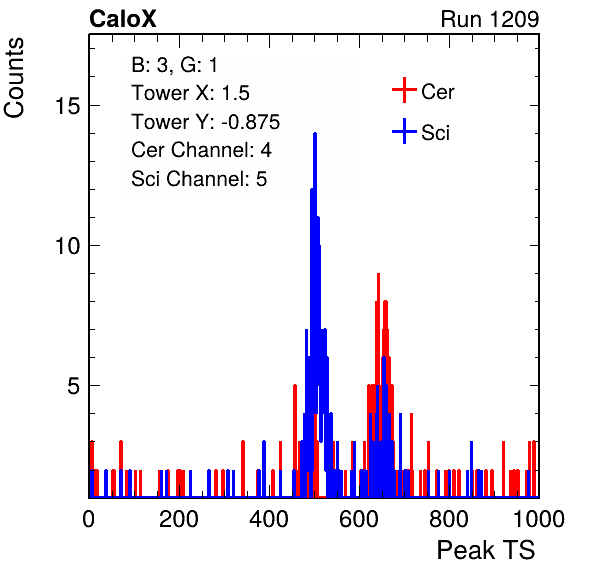 CaloX Run 1209
Counts
B: 3, G: 1
Tower X: 1.5
Tower Y: -0.875
Cer Channel: 4
Sci Channel: 5
Cer
Sci
15
10
5
0 200 400 600 800 1000
Peak TS